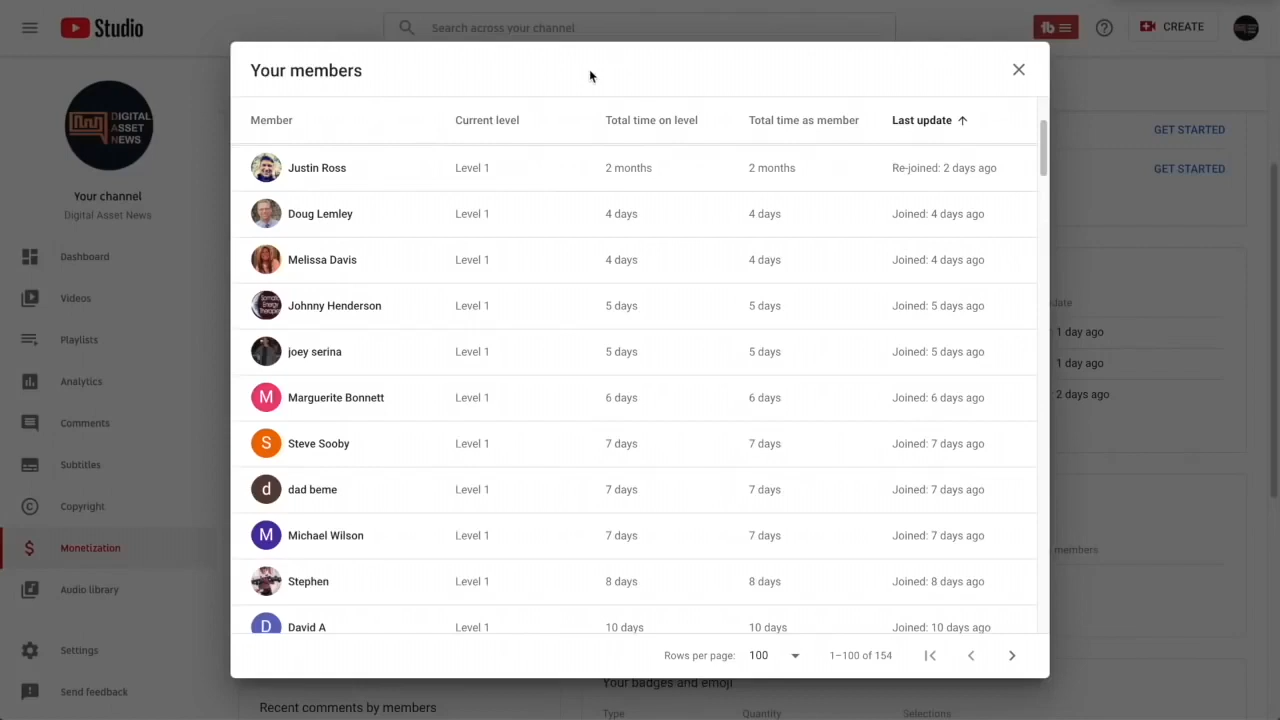 Studio
Search across your channel
CREATE
Your members
DIGITAL
ASSET
NEWS
Your channel
Digital Asset News
Dashboard
Videos
Playlists
Analytics
Comments
Subtitles
Copyright
Monetization
Audio library
Settings
Send feedback
Member Current level Total time on level Total time as member Last update
Justin Ross Level 1 2 months 2 months Re-joined: 2 days ago
Doug Lemley Level 1 4 days 4 days Joined: 4 days ago
Melissa Davis Level 1 4 days 4 days Joined: 4 days ago
Johnny Henderson Level 1 5 days 5 days Joined: 5 days ago
joey serina Level 1 5 days 5 days Joined: 5 days ago
M Marguerite Bonnett Level 1 6 days 6 days Joined: 6 days ago
S Steve Sooby Level 1 7 days 7 days Joined: 7 days ago
d dad beme Level 1 7 days 7 days Joined: 7 days ago
M Michael Wilson Level 1 7 days 7 days Joined: 7 days ago
Stephen Level 1 8 days 8 days Joined: 8 days ago
D David A Level 1 10 days 10 days Joined: 10 days ago
Rows per page: 100 1–100 of 154
GET STARTED
GET STARTED
1 day ago
1 day ago
2 days ago
members
Recent comments by members
Your badges and emoji
Type Quantity Selections